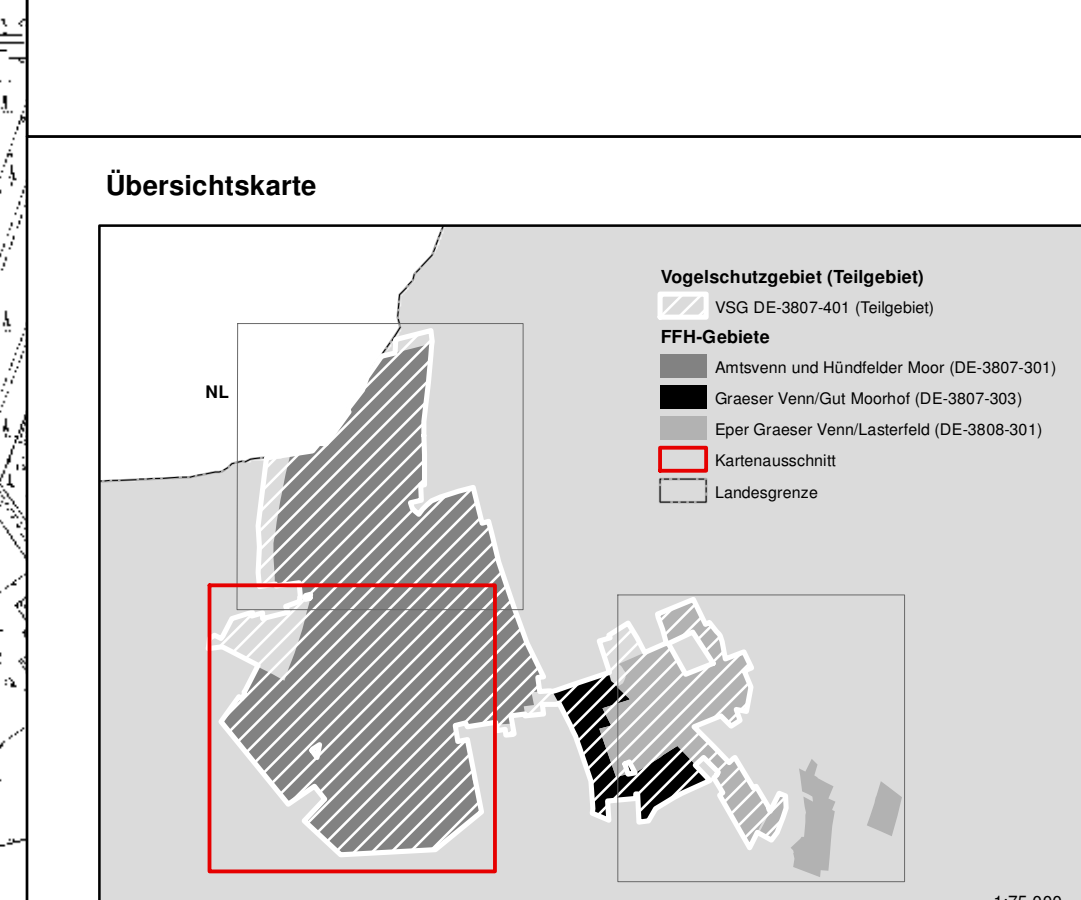 Übersichtskarte
Vogelschutzgebiet (Teilgebiet)
VSG DE-3807-401 (Teilgebiet)
FFH-Gebiete
Amtsvenn und Hündfelder Moor (DE-3807-301)
Graeser Venn/Gut Moorhof (DE-3807-303)
Eper Graeser Venn/Lasterfeld (DE-3808-301)
Kartenausschnitt
Landesgrenze
NL